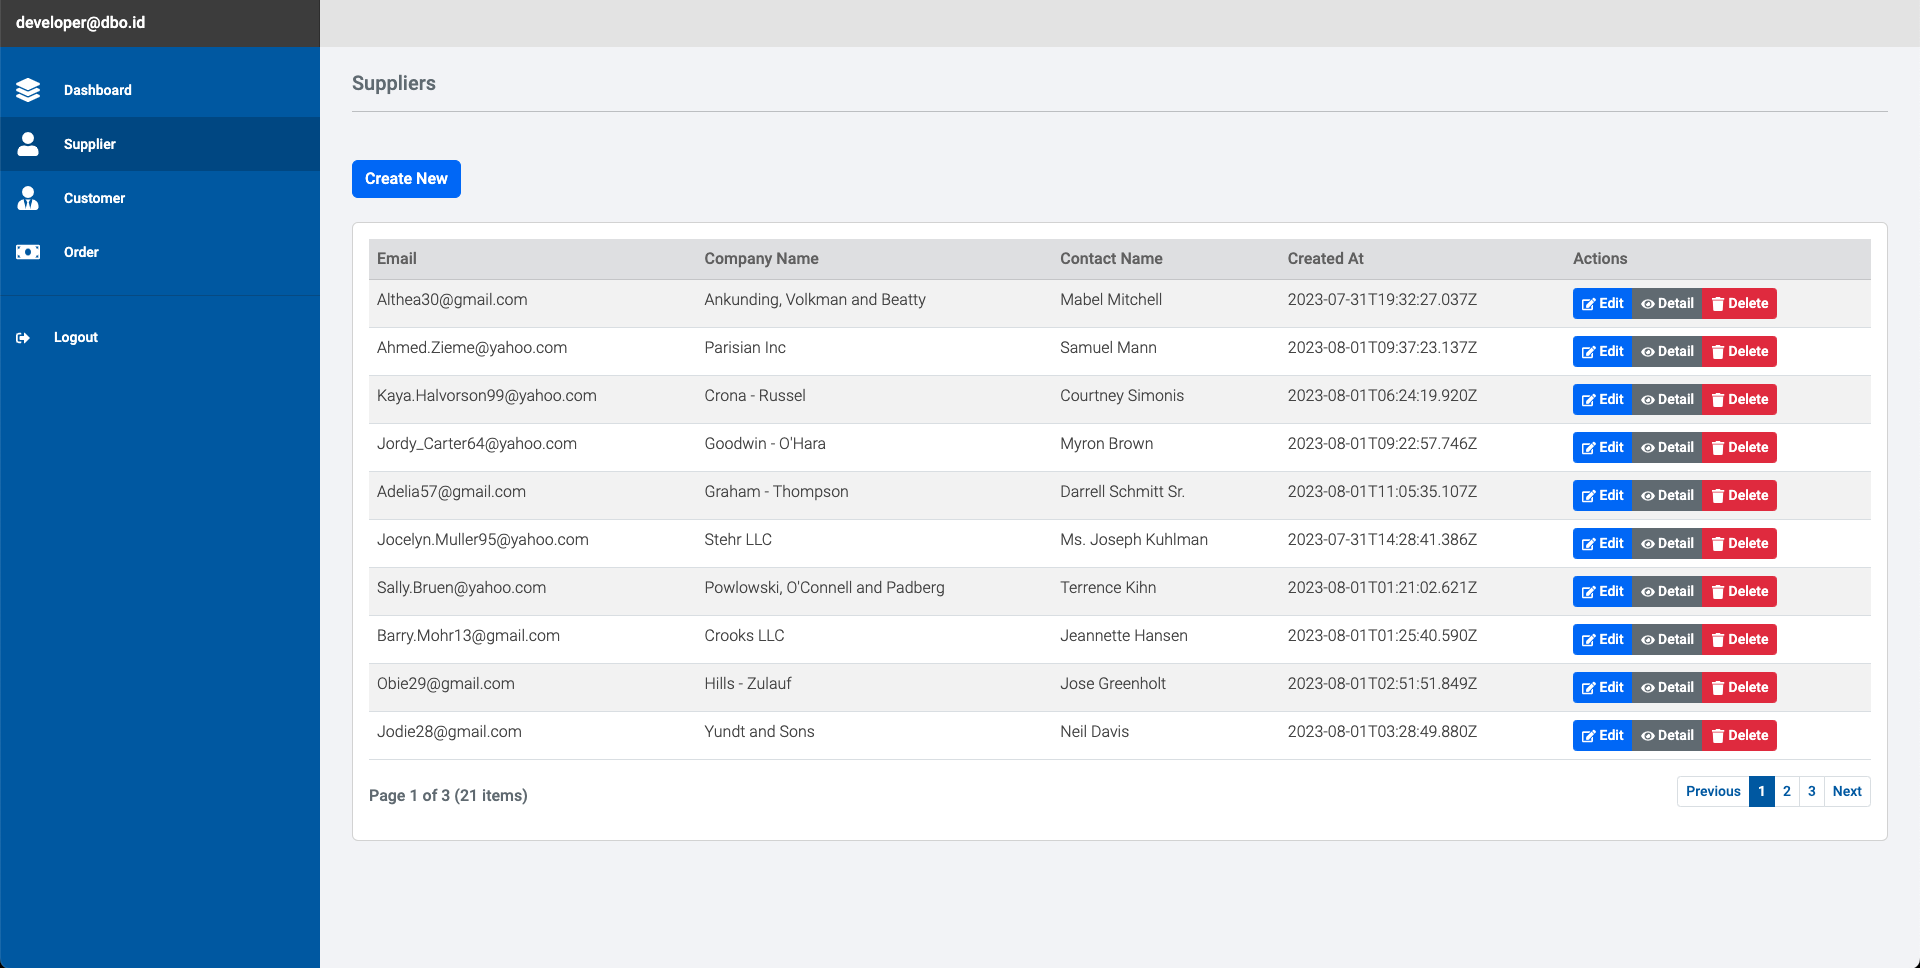 developer@dbo.id
Dashboard
Supplier
Customer
Order
Logout
Suppliers
Create New
Email Company Name Contact Name Created At Actions
Althea30@gmail.com Ankunding, Volkman and Beatty Mabel Mitchell 2023-07-31T19:32:27.037Z Edit Detail Delete
Ahmed.Zieme@yahoo.com Parisian Inc Samuel Mann 2023-08-01T09:37:23.137Z Edit Detail Delete
Kaya.Halvorson99@yahoo.com Crona - Russel Courtney Simonis 2023-08-01T06:24:19.920Z Edit Detail Delete
Jordy_Carter64@yahoo.com Goodwin - O'Hara Myron Brown 2023-08-01T09:22:57.746Z Edit Detail Delete
Adelia57@gmail.com Graham - Thompson Darrell Schmitt Sr. 2023-08-01T11:05:35.107Z Edit Detail Delete
Jocelyn.Muller95@yahoo.com Stehr LLC Ms. Joseph Kuhlman 2023-07-31T14:28:41.386Z Edit Detail Delete
Sally.Bruen@yahoo.com Powlowski, O'Connell and Padberg Terrence Kihn 2023-08-01T01:21:02.621Z Edit Detail Delete
Barry.Mohr13@gmail.com Crooks LLC Jeannette Hansen 2023-08-01T01:25:40.590Z Edit Detail Delete
Obie29@gmail.com Hills - Zulauf Jose Greenholt 2023-08-01T02:51:51.849Z Edit Detail Delete
Jodie28@gmail.com Yundt and Sons Neil Davis 2023-08-01T03:28:49.880Z Edit Detail Delete
Page 1 of 3 (21 items) Previous 1 2 3 Next